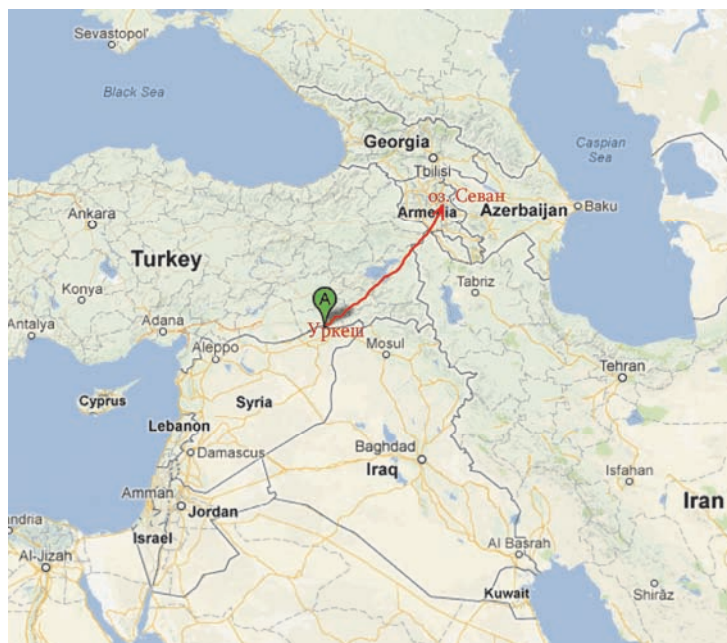 Sevastopol'
Black Sea
Georgia
Tbilisi
Caspian
Sea
оз. Севан
Armenia
Azerbaijan
Baku
Ankara
Turkey
Konya
Tabriz
Antalya
Adana
A
Уркеш
Aleppo
Mosul
Tehran
Cyprus
Syria
Lebanon
Damascus
Baghdad
Iraq
Isfahan
Amman
Jordan
Iran
Israel
andria
Al-Jizah
Al Basrah
Kuwait
Shirāz